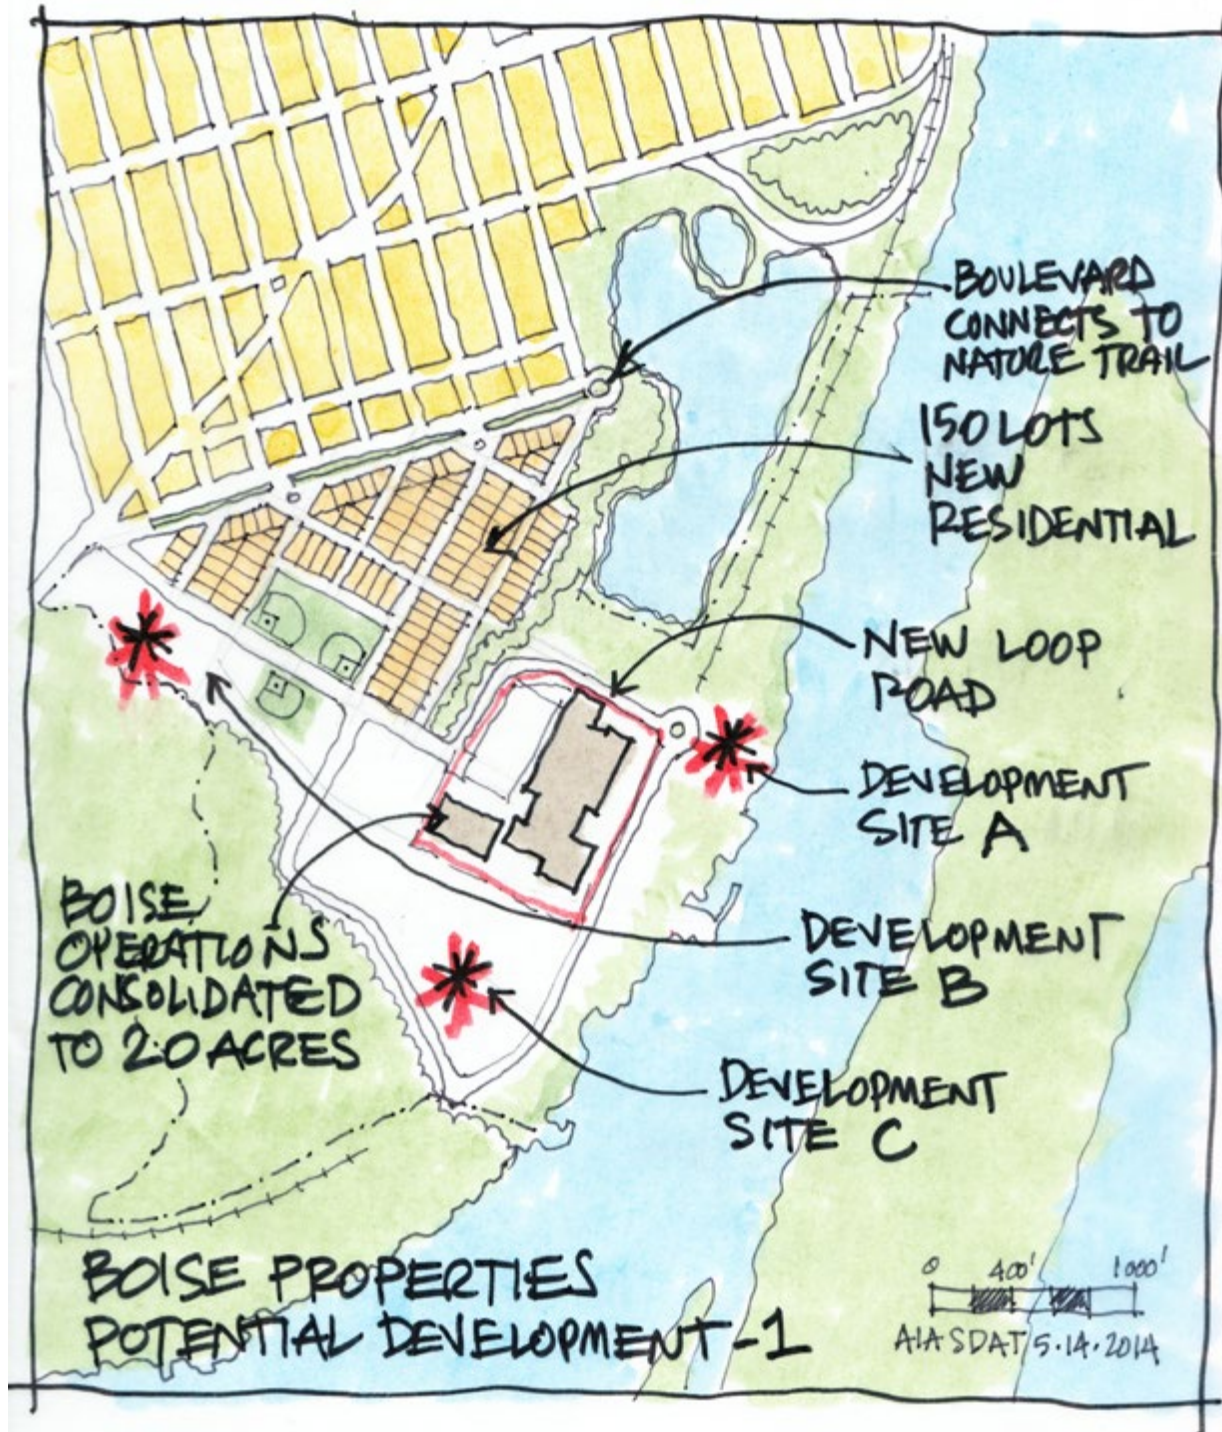 BOULEVARD
CONNECTS TO
NATURE TRAIL
150 LOTS
NEW
RESIDENTIAL
NEW LOOP
ROAD
DEVELOPMENT
SITE A
BOISE
OPERATIONS
CONSOLIDATED
TO 20 ACRES
DEVELOPMENT
SITE B
DEVELOPMENT
SITE C
BOISE PROPERTIES
POTENTIAL DEVELOPMENT-1
0 400' 1000'
AIA SDAT 5.14.2014